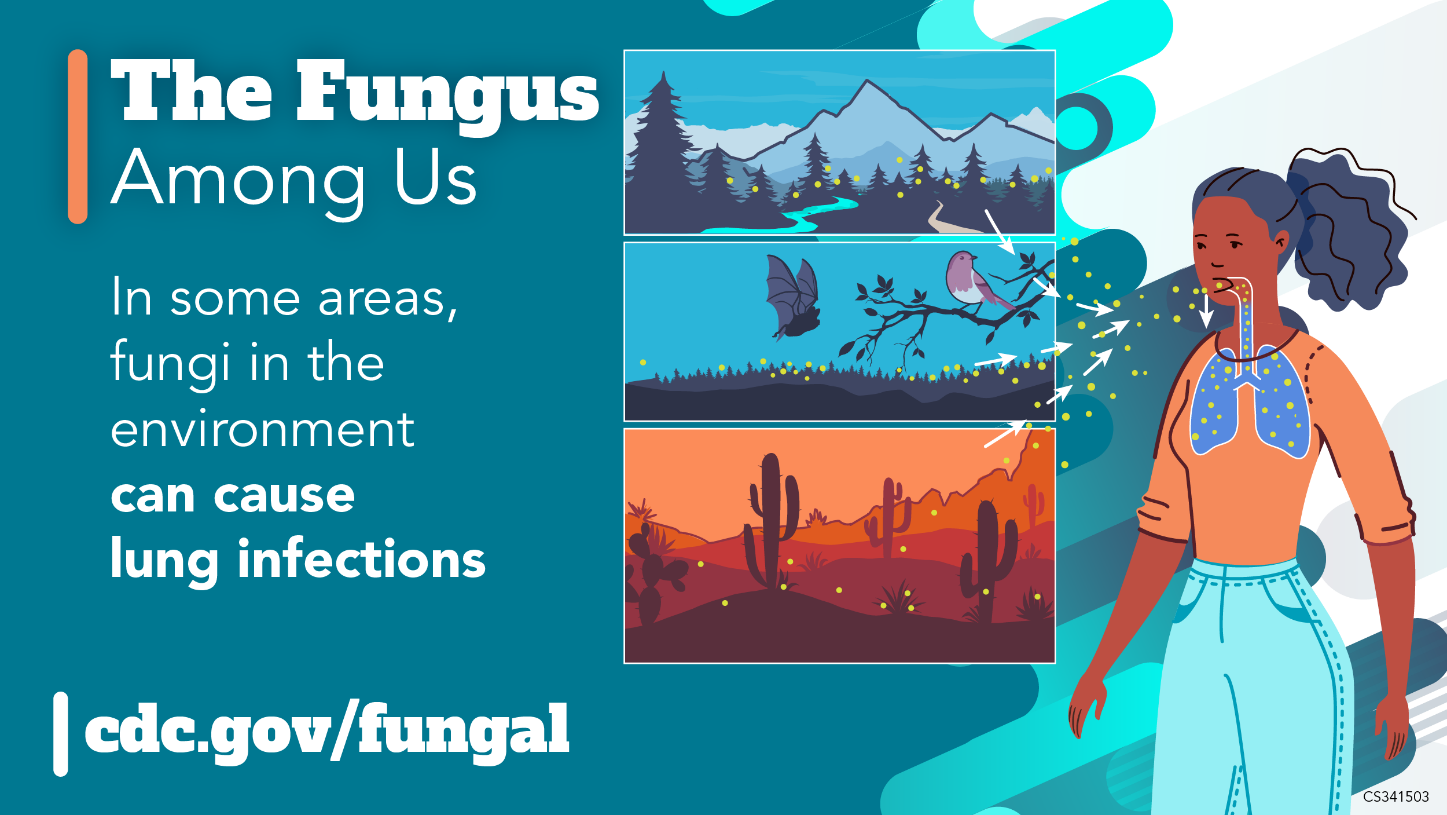 The Fungus
Among Us
In some areas,
fungi in the
environment
can cause
lung infections
cdc.gov/fungal
CS341503